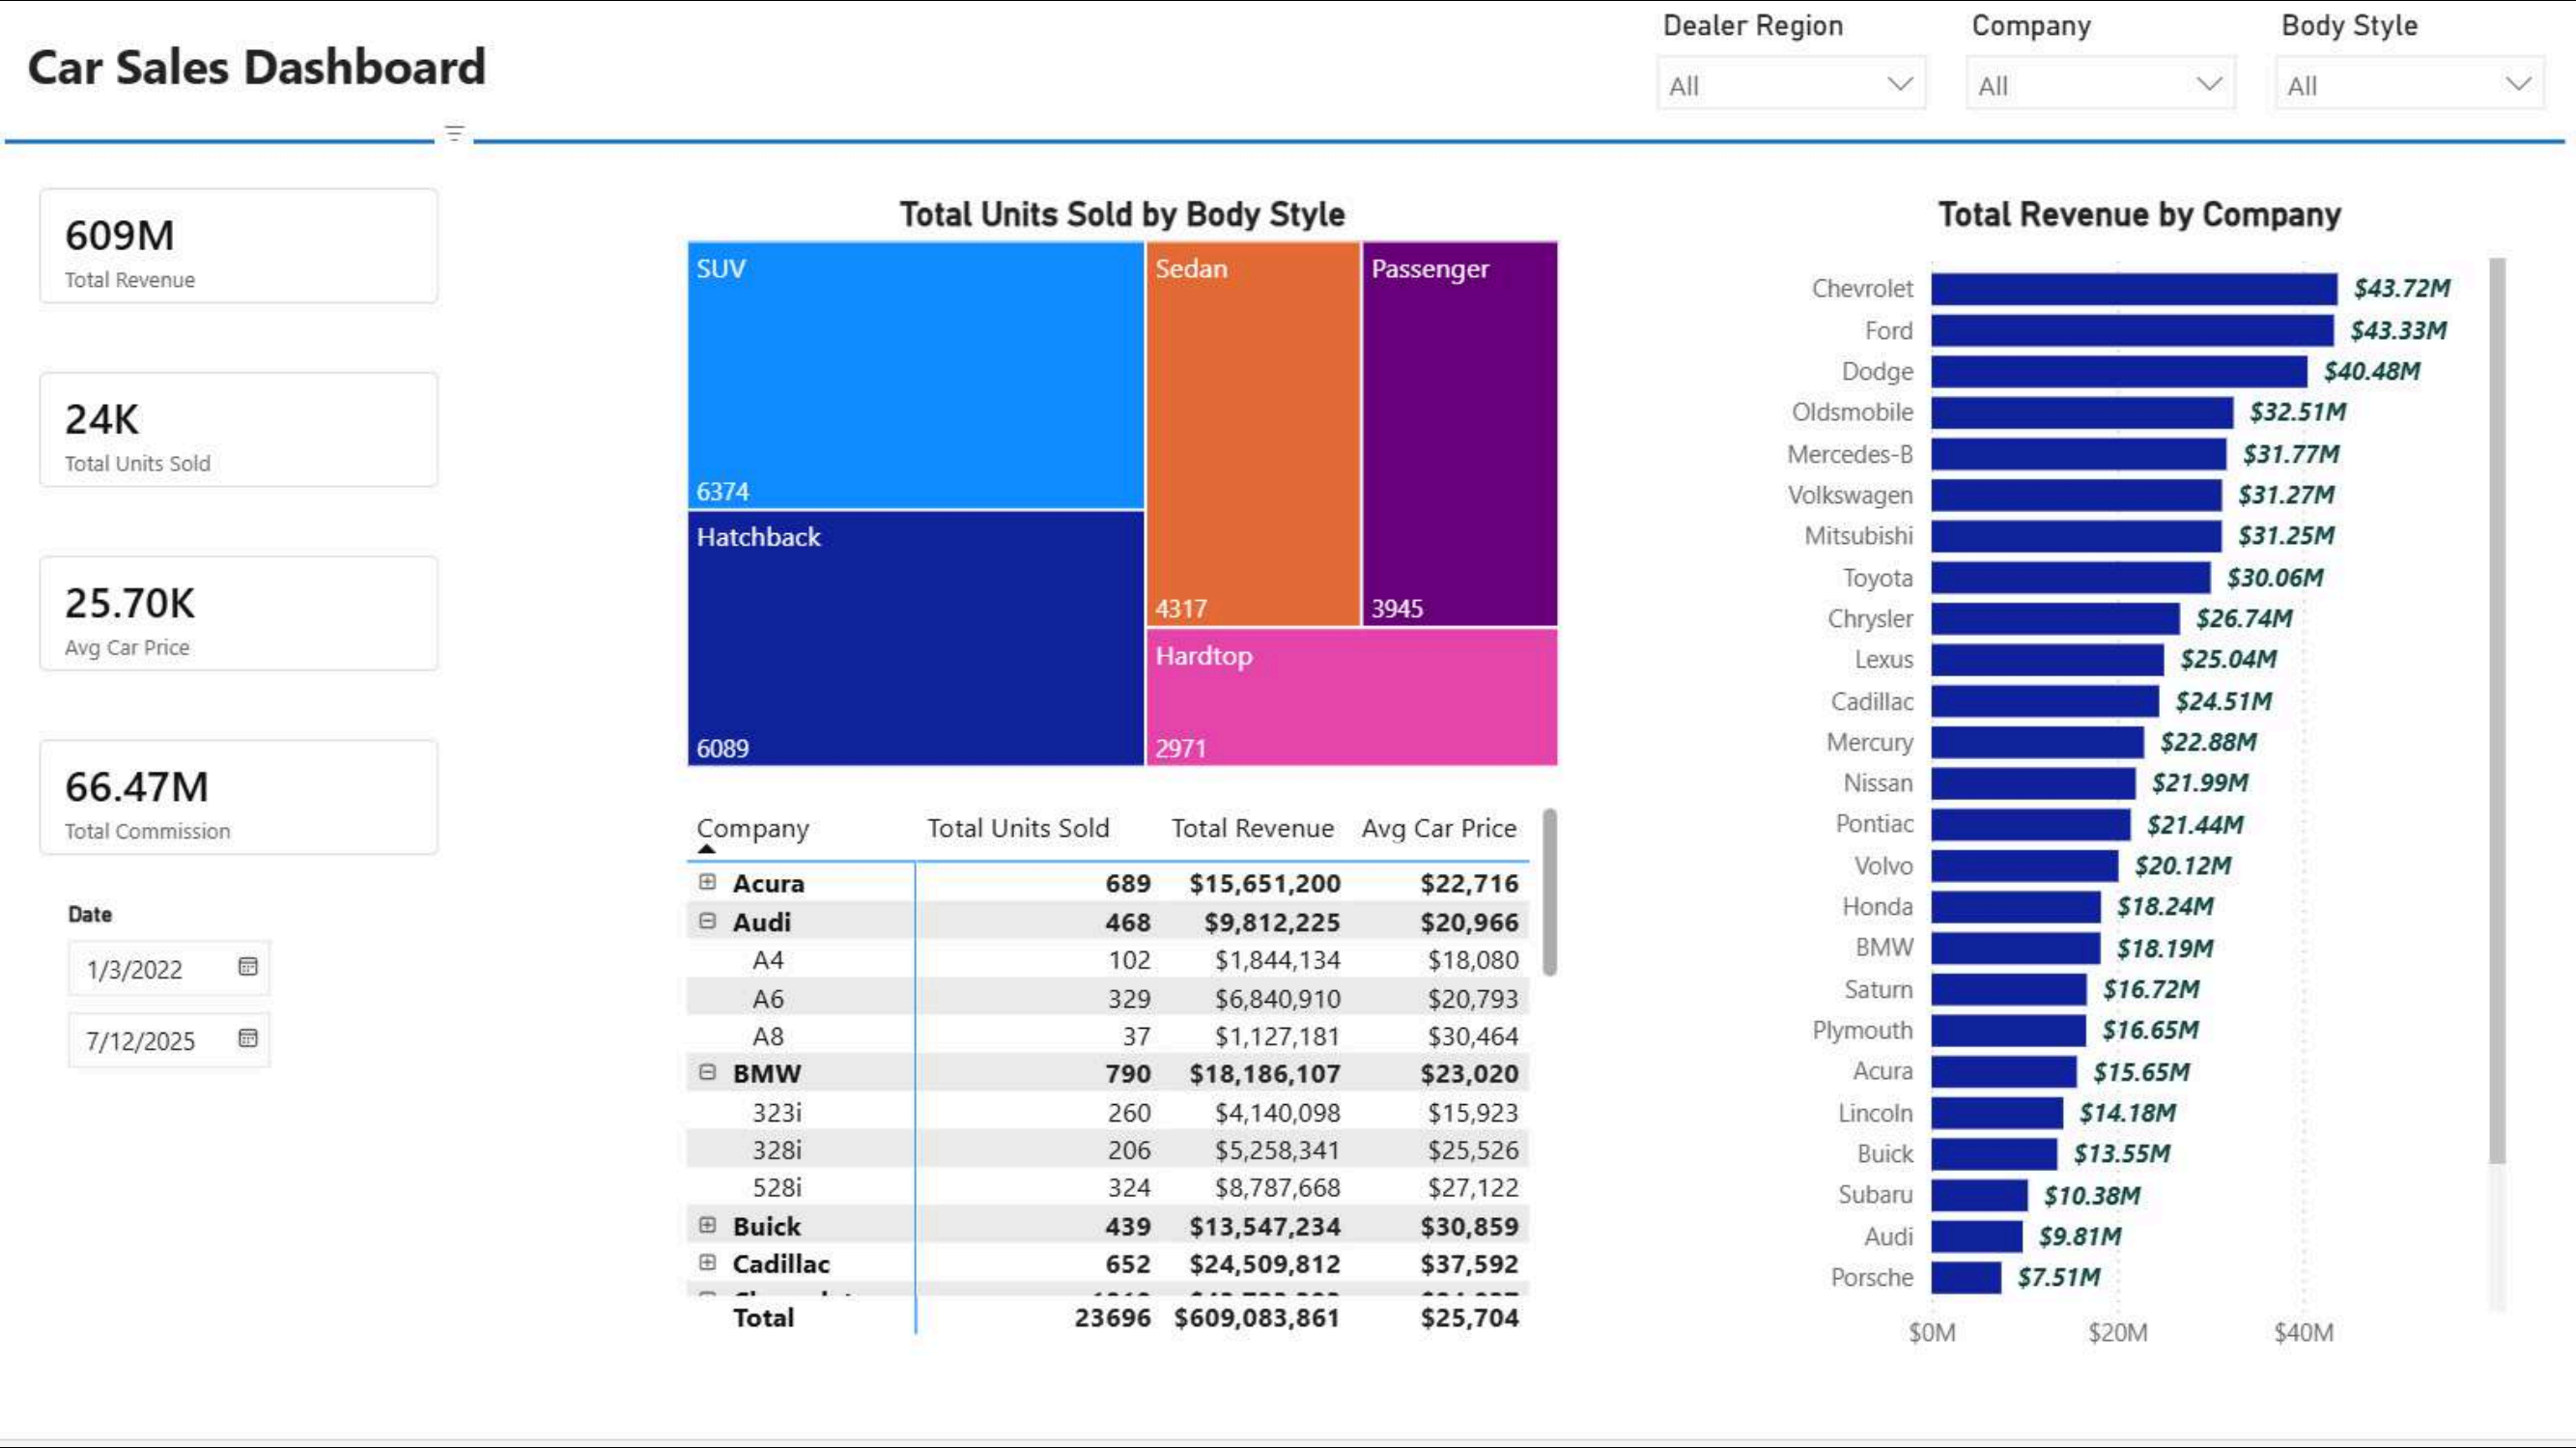 Car Sales Dashboard
Dealer Region
All
Company
All
Body Style
All
609M
Total Revenue
24K
Total Units Sold
25.70K
Avg Car Price
66.47M
Total Commission
Date
1/3/2022
7/12/2025
Total Units Sold by Body Style
SUV
6374
Hatchback
6089
Sedan
4317
Passenger
3945
Hardtop
2971
Company Total Units Sold Total Revenue Avg Car Price
Acura 689 $15,651,200 $22,716
Audi 468 $9,812,225 $20,966
A4 102 $1,844,134 $18,080
A6 329 $6,840,910 $20,793
A8 37 $1,127,181 $30,464
BMW 790 $18,186,107 $23,020
323i 260 $4,140,098 $15,923
328i 206 $5,258,341 $25,526
528i 324 $8,787,668 $27,122
Buick 439 $13,547,234 $30,859
Cadillac 652 $24,509,812 $37,592
Total 23696 $609,083,861 $25,704
Total Revenue by Company
Chevrolet $43.72M
Ford $43.33M
Dodge $40.48M
Oldsmobile $32.51M
Mercedes-B $31.77M
Volkswagen $31.27M
Mitsubishi $31.25M
Toyota $30.06M
Chrysler $26.74M
Lexus $25.04M
Cadillac $24.51M
Mercury $22.88M
Nissan $21.99M
Pontiac $21.44M
Volvo $20.12M
Honda $18.24M
BMW $18.19M
Saturn $16.72M
Plymouth $16.65M
Acura $15.65M
Lincoln $14.18M
Buick $13.55M
Subaru $10.38M
Audi $9.81M
Porsche $7.51M
$0M $20M $40M